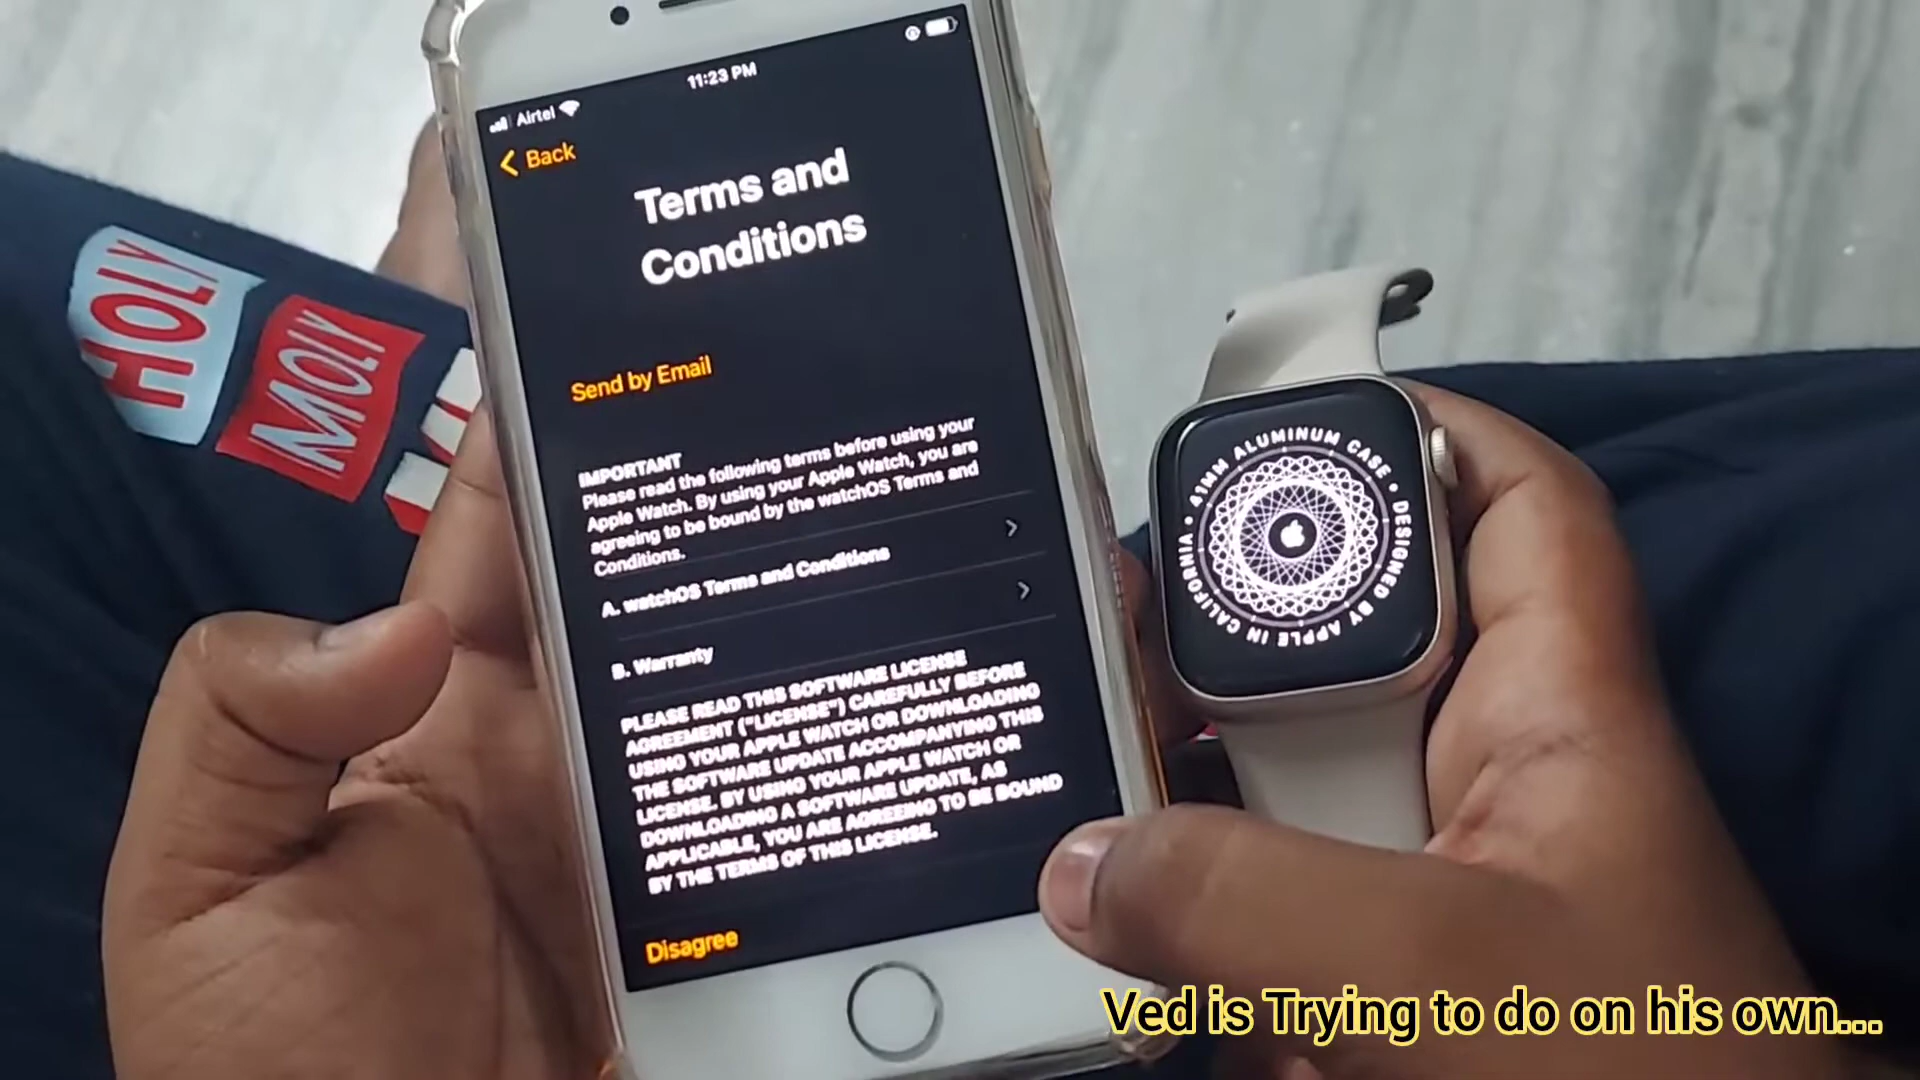 11:23 PM
Airtel
Back
Terms and
Conditions
Send by Email
IMPORTANT
Please read the following terms before using your
Apple Watch. By using your Apple Watch, you are
agreeing to be bound by the watchOS Terms and
Conditions.
A. watchOS Terms and Conditions
B. Warranty
PLEASE READ THIS SOFTWARE LICENSE
AGREEMENT ("LICENSE") CAREFULLY BEFORE
USING YOUR APPLE WATCH OR DOWNLOADING
THE SOFTWARE UPDATE ACCOMPANYING THIS
LICENSE. BY USING YOUR APPLE WATCH OR
DOWNLOADING A SOFTWARE UPDATE, AS
APPLICABLE, YOU ARE AGREEING TO BE BOUND
BY THE TERMS OF THIS LICENSE.
Disagree
HOLY
MOLY
• 41MM ALUMINUM CASE • DESIGNED BY APPLE IN CALIFORNIA
Ved is Trying to do on his own...